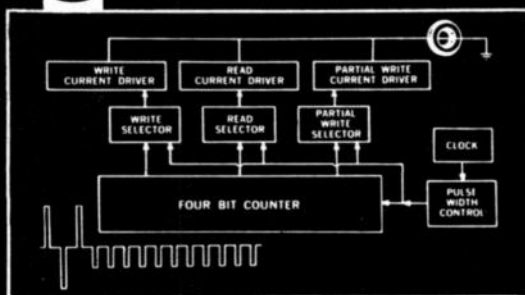 WRITE
CURRENT DRIVER
READ
CURRENT DRIVER
PARTIAL WRITE
CURRENT DRIVER
WRITE
SELECTOR
READ
SELECTOR
PARTIAL
WRITE
SELECTOR
CLOCK
FOUR BIT COUNTER
PULSE
WIDTH
CONTROL